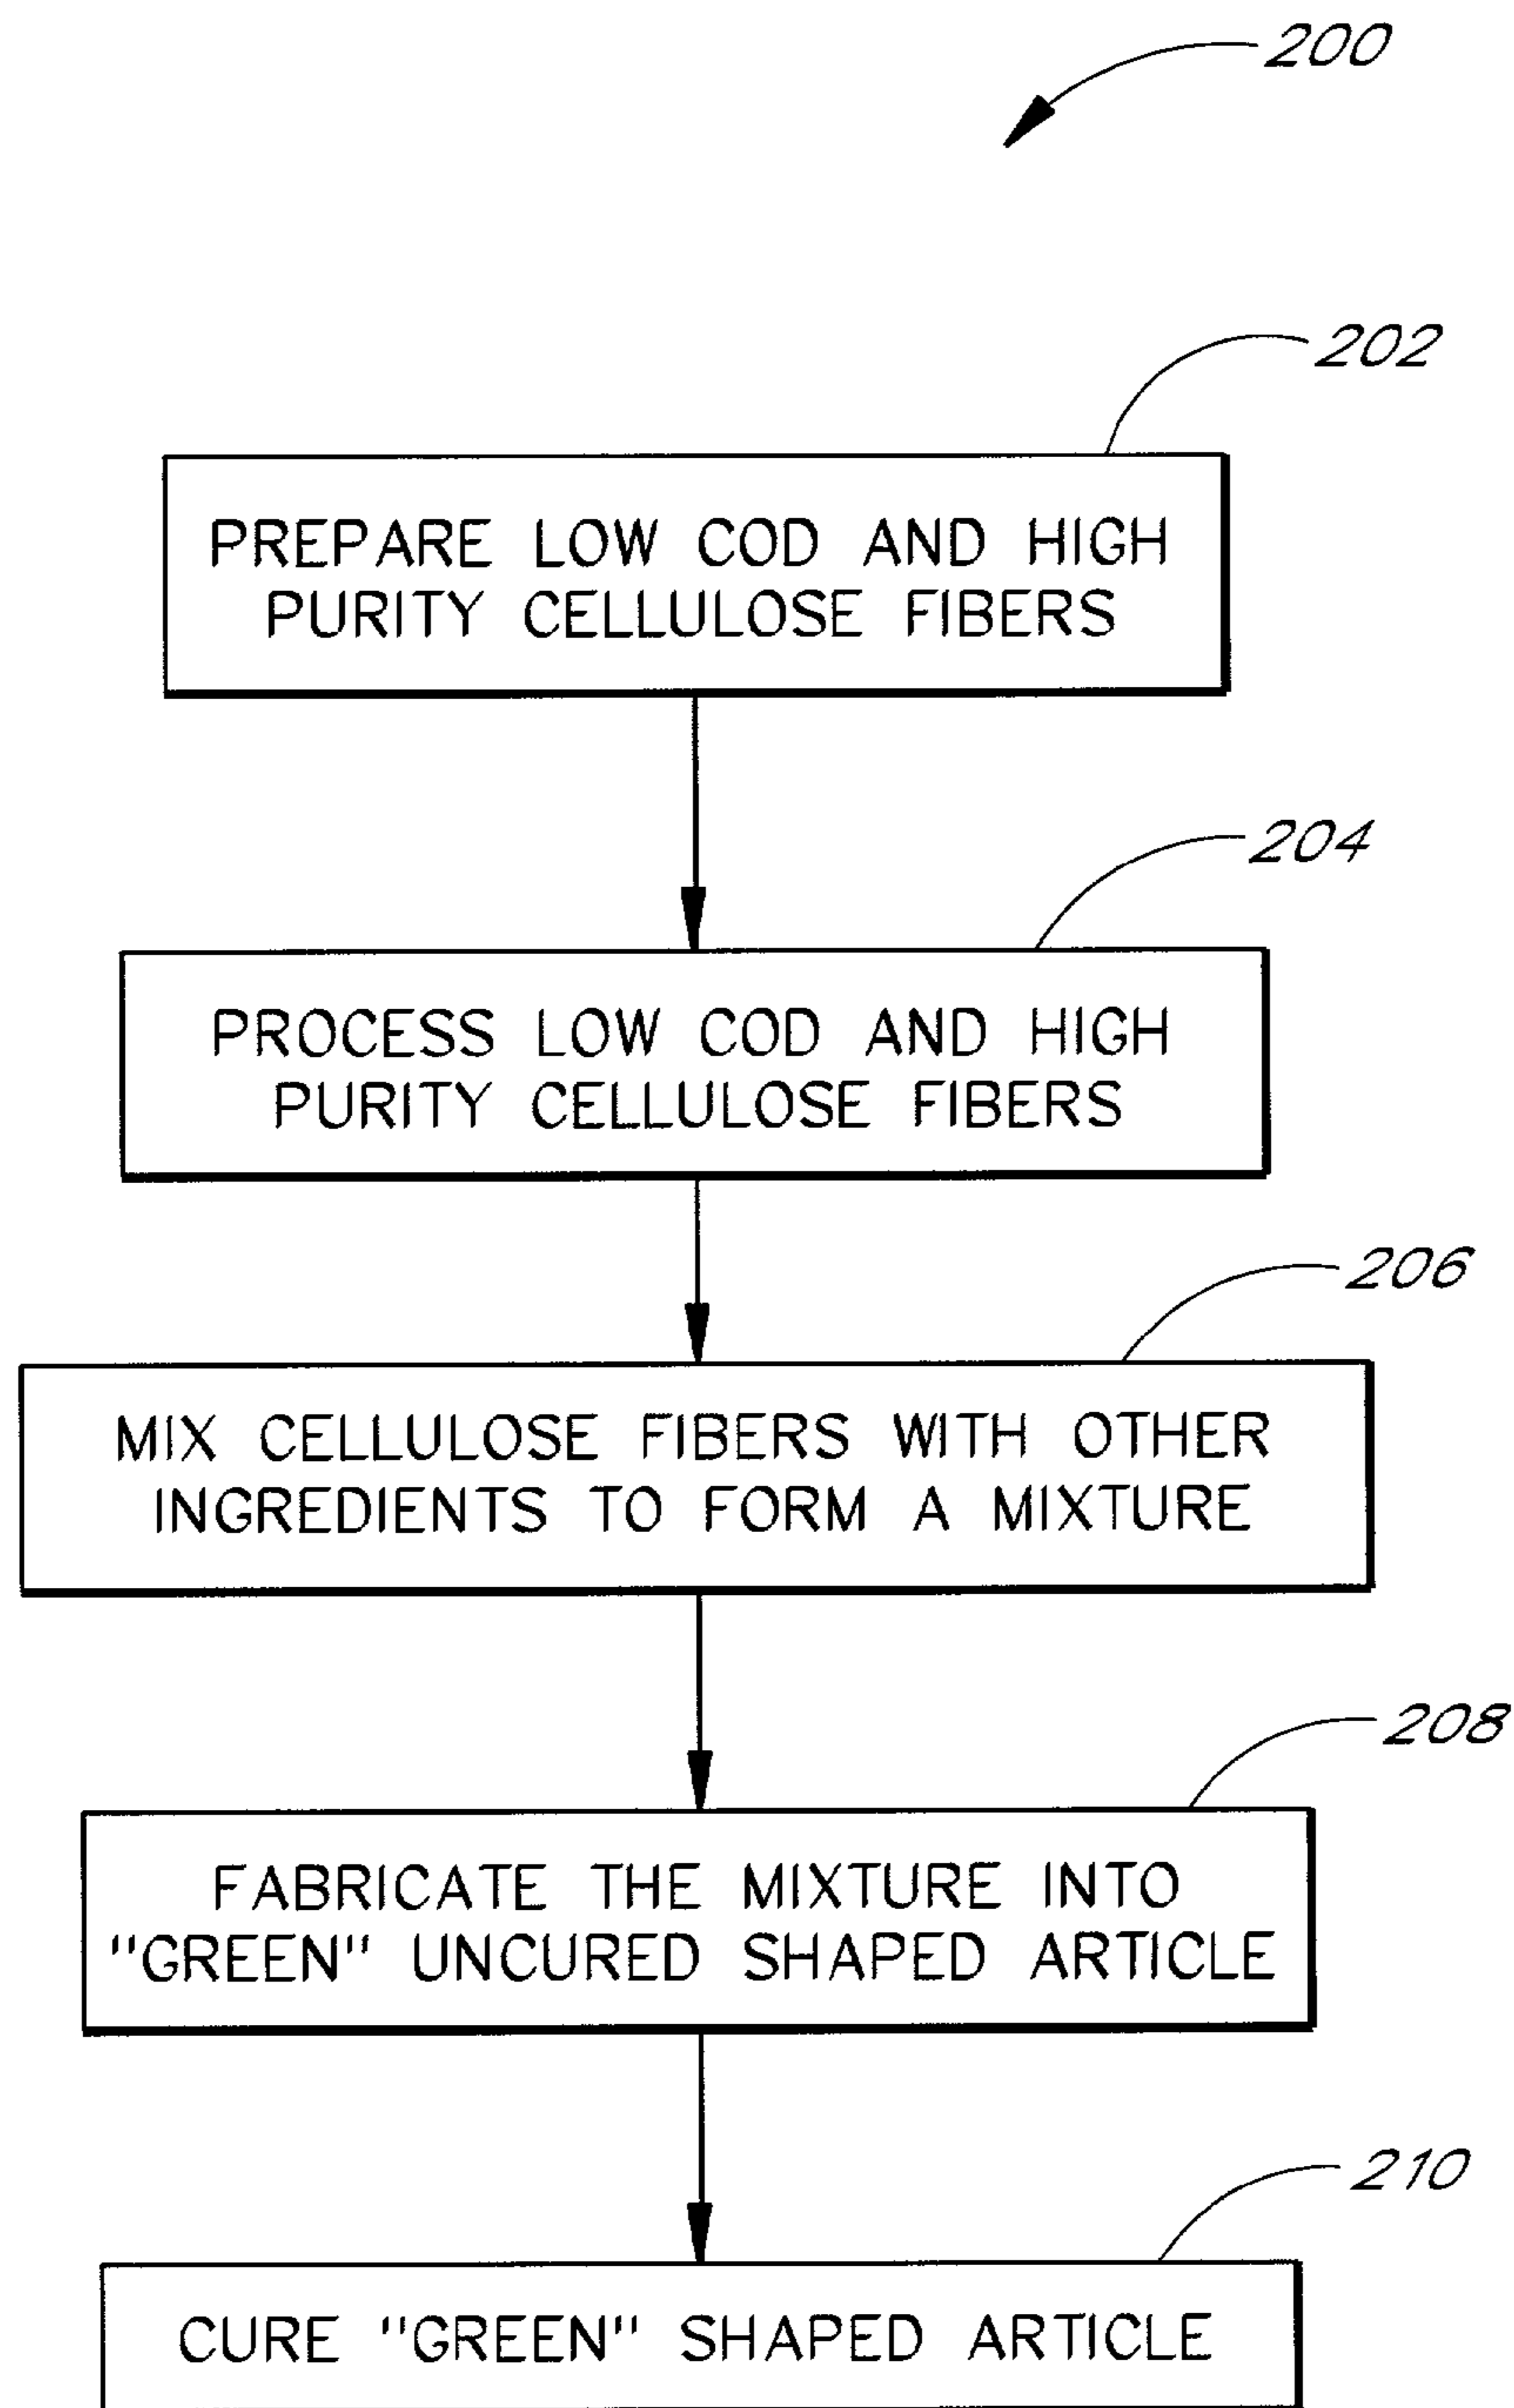 200
202
PREPARE LOW COD AND HIGH
PURITY CELLULOSE FIBERS
204
PROCESS LOW COD AND HIGH
PURITY CELLULOSE FIBERS
206
MIX CELLULOSE FIBERS WITH OTHER
INGREDIENTS TO FORM A MIXTURE
208
FABRICATE THE MIXTURE INTO
"GREEN" UNCURED SHAPED ARTICLE
210
CURE "GREEN" SHAPED ARTICLE